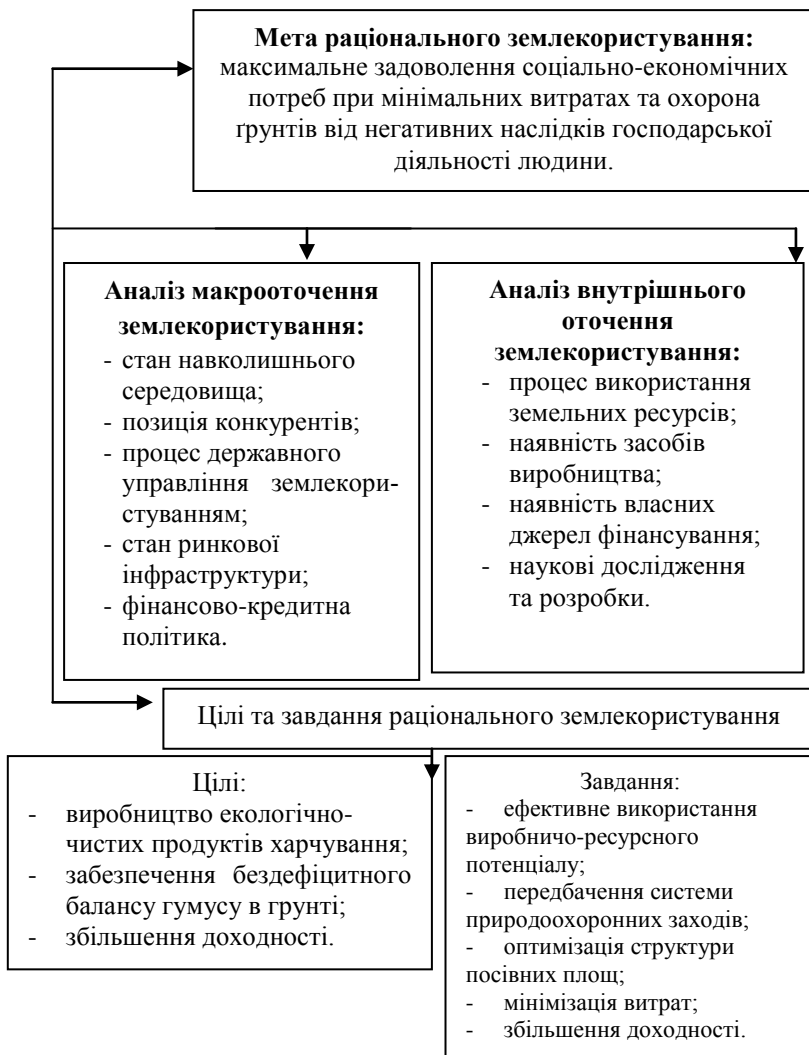 Мета раціонального землекористування:
максимальне задоволення соціально-економічних
потреб при мінімальних витратах та охорона
ґрунтів від негативних наслідків господарської
діяльності людини.
Аналіз макрооточення
землекористування:
- стан навколишнього
середовища;
- позиція конкурентів;
- процес державного
управління землекори-
стуванням;
- стан ринкової
інфраструктури;
- фінансово-кредитна
політика.
Аналіз внутрішнього
оточення
землекористування:
- процес використання
земельних ресурсів;
- наявність засобів
виробництва;
- наявність власних
джерел фінансування;
- наукові дослідження
та розробки.
Цілі та завдання раціонального землекористування
Цілі:
- виробництво екологічно-
чистих продуктів харчування;
- забезпечення бездефіцитного
балансу гумусу в грунті;
- збільшення доходності.
Завдання:
- ефективне використання
виробничо-ресурсного
потенціалу;
- передбачення системи
природоохоронних заходів;
- оптимізація структури
посівних площ;
- мінімізація витрат;
- збільшення доходності.